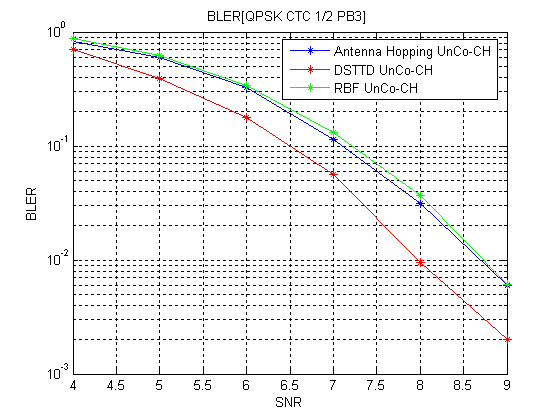 BLER[QPSK CTC 1/2 PB3]
Antenna Hopping UnCo-CH
DSTTD UnCo-CH
RBF UnCo-CH
BLER
10^0
10^-1
10^-2
10^-3
4 4.5 5 5.5 6 6.5 7 7.5 8 8.5 9
SNR